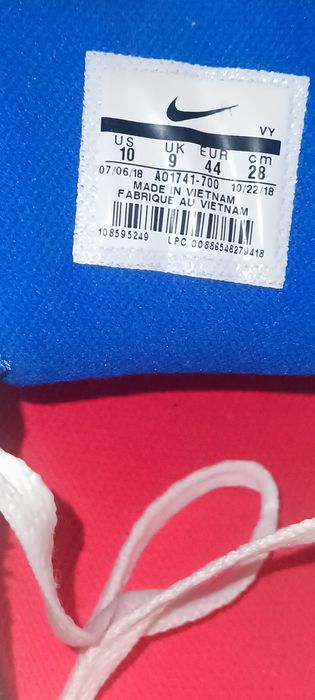 VY
US UK EUR cm
10 9 44 28
07/06/18 AO1741-700 10/22/18
MADE IN VIETNAM
FABRIQUE AU VIETNAM
108595249 LPC 00886548279418